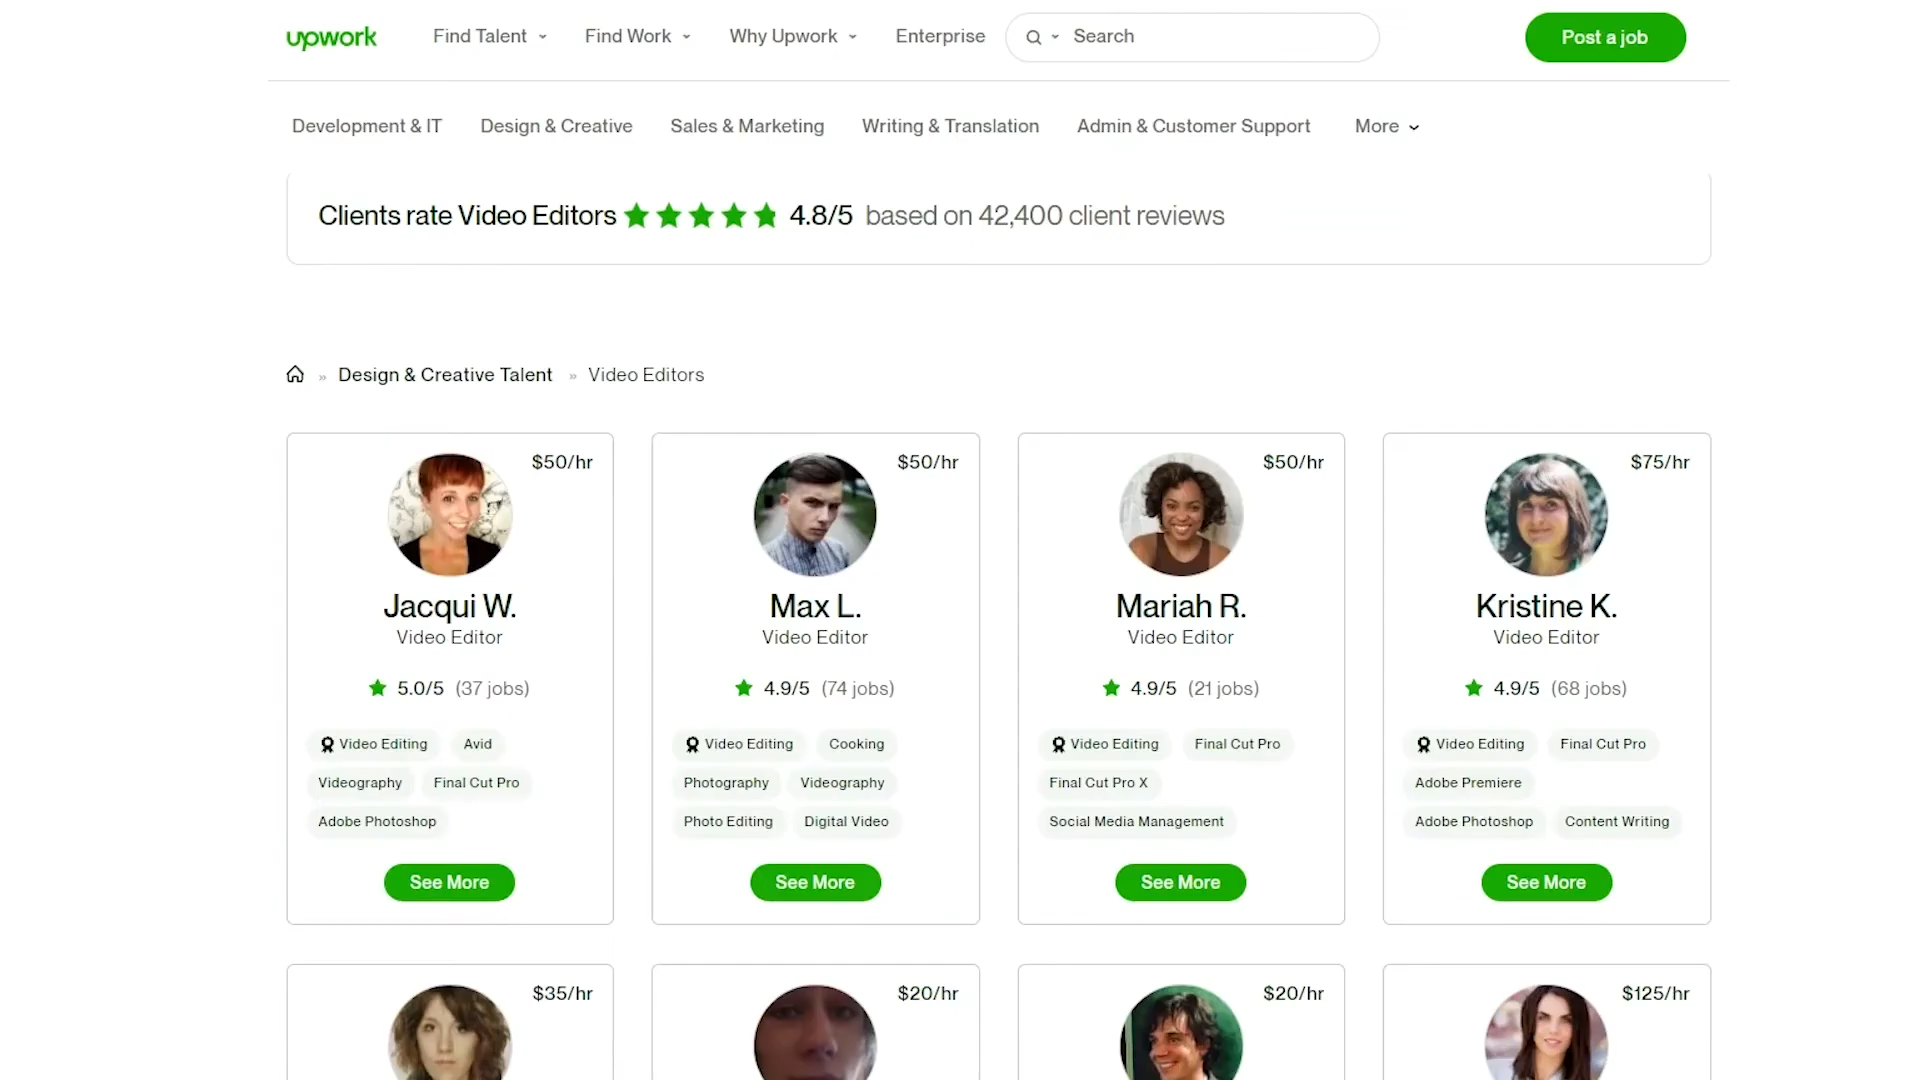 upwork Find Talent Find Work Why Upwork Enterprise Search Post a job
Development & IT Design & Creative Sales & Marketing Writing & Translation Admin & Customer Support More
Clients rate Video Editors 4.8/5 based on 42,400 client reviews
» Design & Creative Talent » Video Editors
$50/hr
Jacqui W.
Video Editor
5.0/5 (37 jobs)
Video Editing Avid
Videography Final Cut Pro
Adobe Photoshop
See More
$50/hr
Max L.
Video Editor
4.9/5 (74 jobs)
Video Editing Cooking
Photography Videography
Photo Editing Digital Video
See More
$50/hr
Mariah R.
Video Editor
4.9/5 (21 jobs)
Video Editing Final Cut Pro
Final Cut Pro X
Social Media Management
See More
$75/hr
Kristine K.
Video Editor
4.9/5 (68 jobs)
Video Editing Final Cut Pro
Adobe Premiere
Adobe Photoshop Content Writing
See More
$35/hr
$20/hr
$20/hr
$125/hr